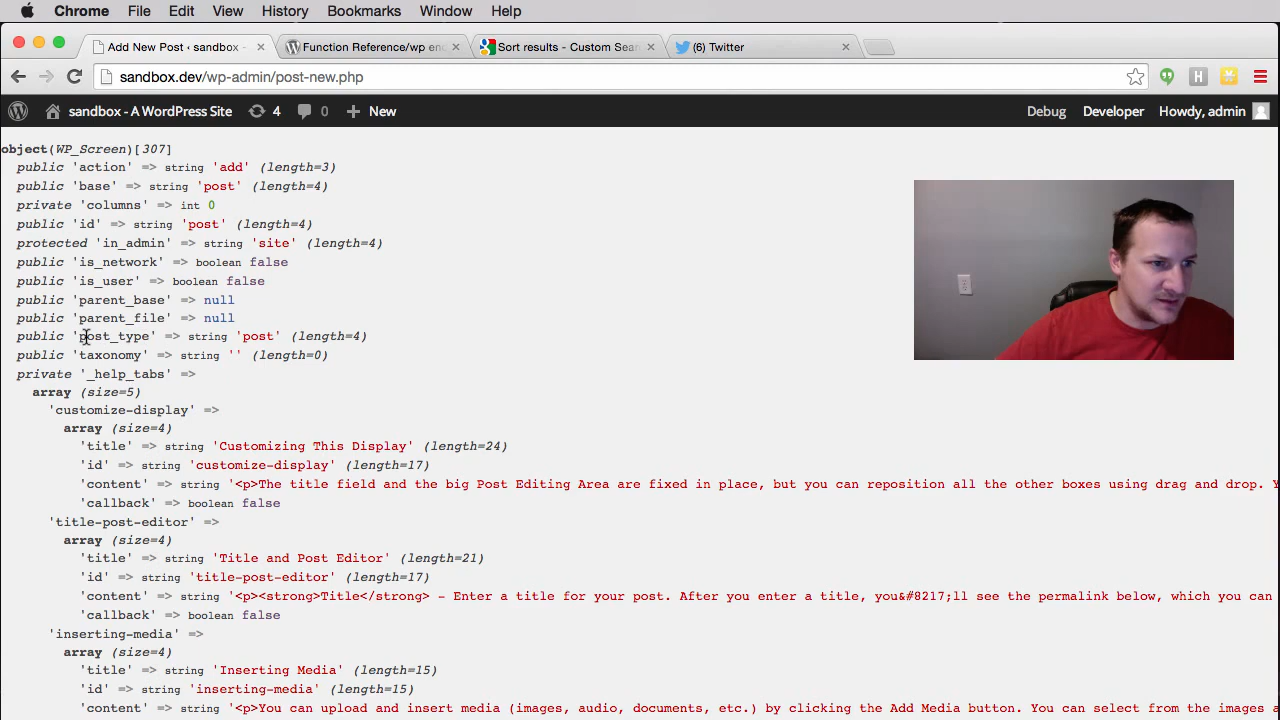 Chrome File Edit View History Bookmarks Window Help
Add New Post ‹ sandbox - Function Reference/wp en Sort results - Custom Sear (6) Twitter
sandbox.dev/wp-admin/post-new.php
H
sandbox - A WordPress Site 4 0 New Debug Developer Howdy, admin
object(WP_Screen)[307]
public 'action' => string 'add' (length=3)
public 'base' => string 'post' (length=4)
private 'columns' => int 0
public 'id' => string 'post' (length=4)
protected 'in_admin' => string 'site' (length=4)
public 'is_network' => boolean false
public 'is_user' => boolean false
public 'parent_base' => null
public 'parent_file' => null
public 'post_type' => string 'post' (length=4)
public 'taxonomy' => string '' (length=0)
private '_help_tabs' =>
array (size=5)
'customize-display' =>
array (size=4)
'title' => string 'Customizing This Display' (length=24)
'id' => string 'customize-display' (length=17)
'content' => string '<p>The title field and the big Post Editing Area are fixed in place, but you can reposition all the other boxes using drag and drop. Y
'callback' => boolean false
'title-post-editor' =>
array (size=4)
'title' => string 'Title and Post Editor' (length=21)
'id' => string 'title-post-editor' (length=17)
'content' => string '<p><strong>Title</strong> - Enter a title for your post. After you enter a title, you&#8217;ll see the permalink below, which you can
'callback' => boolean false
'inserting-media' =>
array (size=4)
'title' => string 'Inserting Media' (length=15)
'id' => string 'inserting-media' (length=15)
'content' => string '<p>You can upload and insert media (images, audio, documents, etc.) by clicking the Add Media button. You can select from the images a